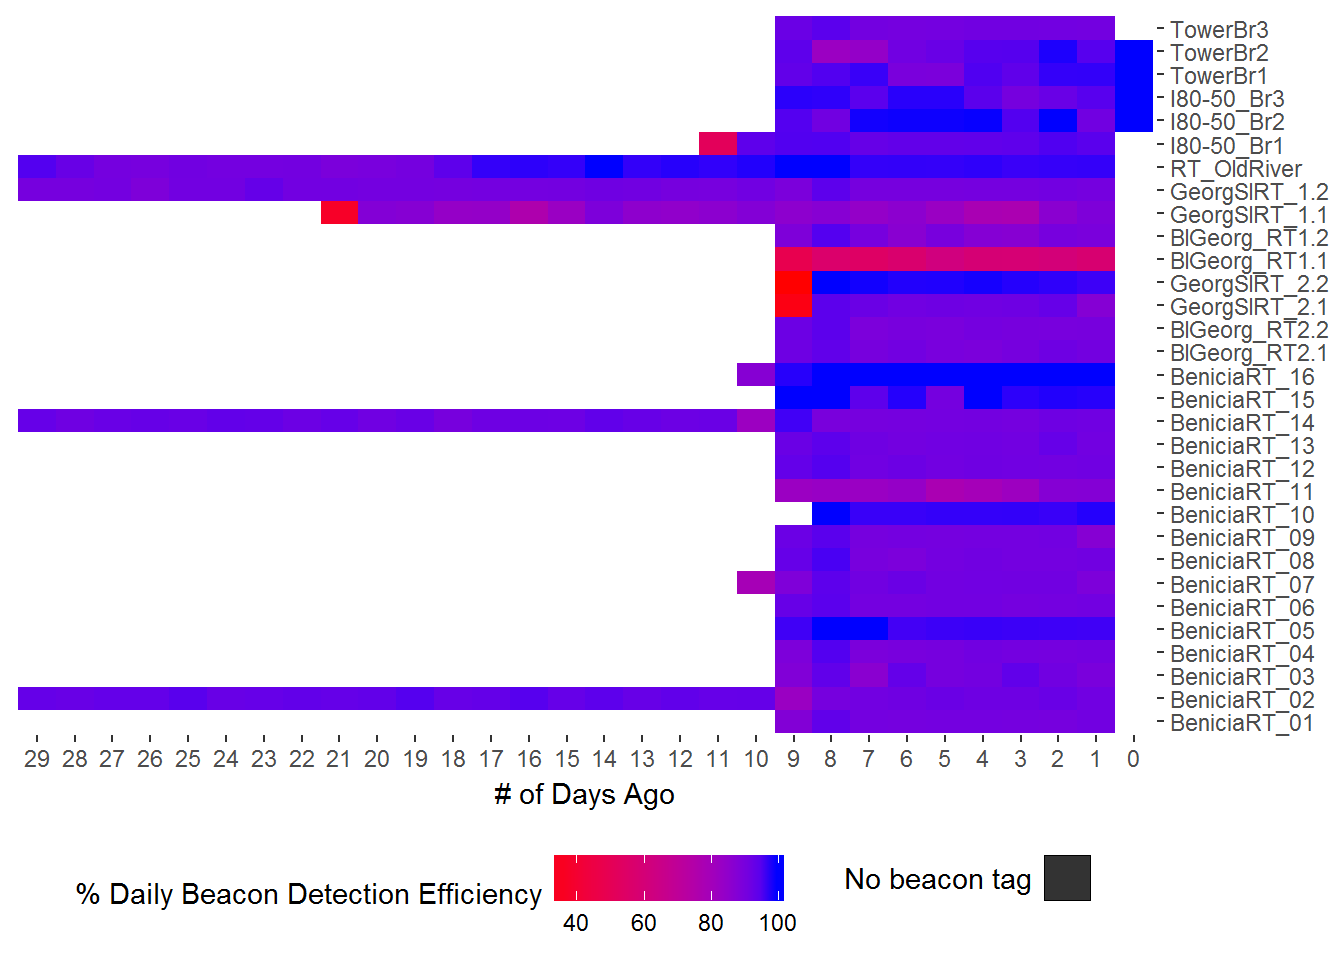 TowerBr3
TowerBr2
TowerBr1
I80-50_Br3
I80-50_Br2
I80-50_Br1
RT_OldRiver
GeorgSlRT_1.2
GeorgSlRT_1.1
BlGeorg_RT1.2
BlGeorg_RT1.1
GeorgSlRT_2.2
GeorgSlRT_2.1
BlGeorg_RT2.2
BlGeorg_RT2.1
BeniciaRT_16
BeniciaRT_15
BeniciaRT_14
BeniciaRT_13
BeniciaRT_12
BeniciaRT_11
BeniciaRT_10
BeniciaRT_09
BeniciaRT_08
BeniciaRT_07
BeniciaRT_06
BeniciaRT_05
BeniciaRT_04
BeniciaRT_03
BeniciaRT_02
BeniciaRT_01
29 28 27 26 25 24 23 22 21 20 19 18 17 16 15 14 13 12 11 10 9 8 7 6 5 4 3 2 1 0
# of Days Ago
% Daily Beacon Detection Efficiency
40 60 80 100
No beacon tag